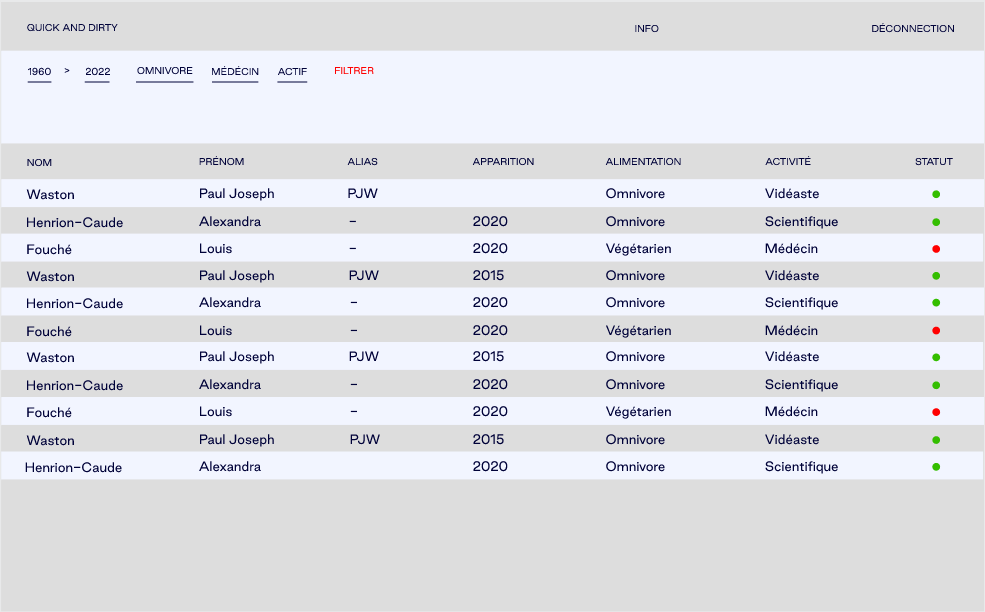 QUICK AND DIRTY INFO DÉCONNECTION
1960 > 2022 OMNIVORE MÉDÉCIN ACTIF FILTRER
NOM PRÉNOM ALIAS APPARITION ALIMENTATION ACTIVITÉ STATUT
Waston Paul Joseph PJW Omnivore Vidéaste
Henrion-Caude Alexandra - 2020 Omnivore Scientifique
Fouché Louis - 2020 Végétarien Médécin
Waston Paul Joseph PJW 2015 Omnivore Vidéaste
Henrion-Caude Alexandra - 2020 Omnivore Scientifique
Fouché Louis - 2020 Végétarien Médécin
Waston Paul Joseph PJW 2015 Omnivore Vidéaste
Henrion-Caude Alexandra - 2020 Omnivore Scientifique
Fouché Louis - 2020 Végétarien Médécin
Waston Paul Joseph PJW 2015 Omnivore Vidéaste
Henrion-Caude Alexandra 2020 Omnivore Scientifique